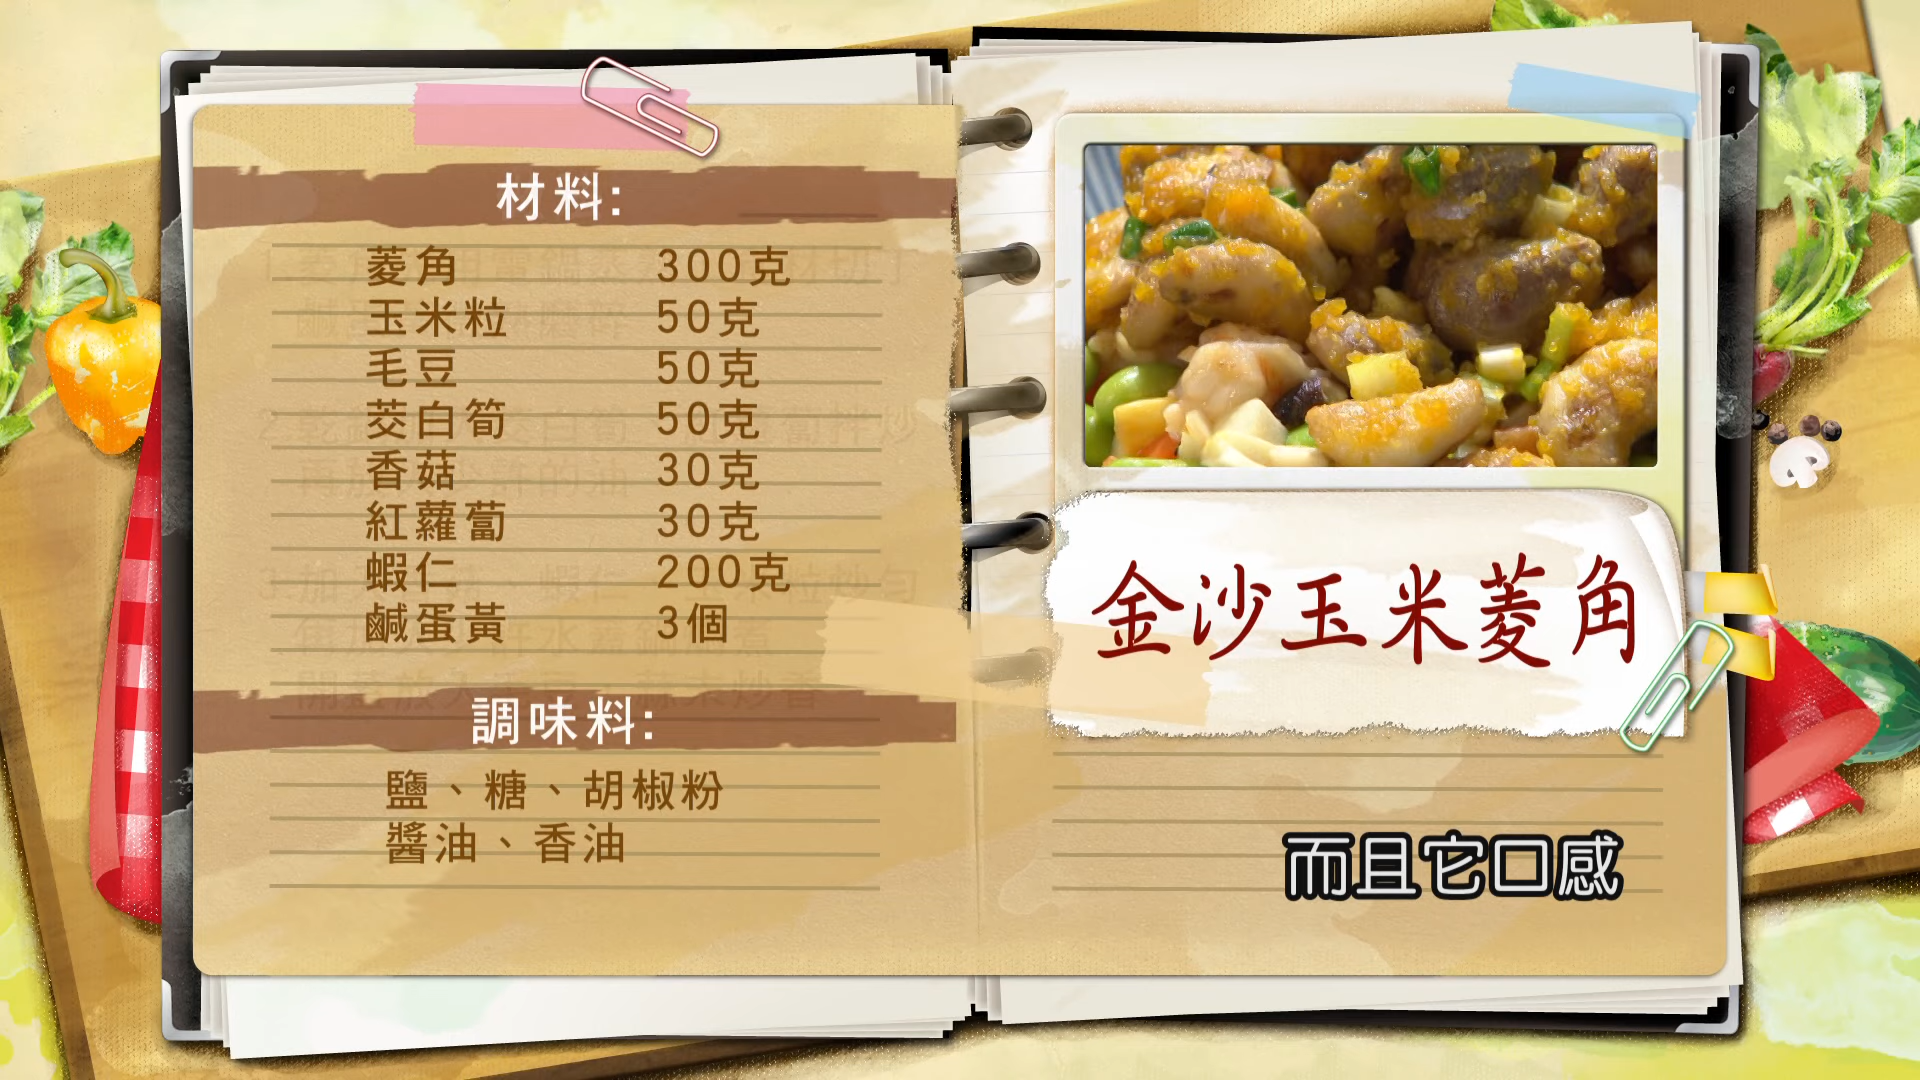 材料:
菱角 300克
玉米粒 50克
毛豆 50克
茭白筍 50克
香菇 30克
紅蘿蔔 30克
蝦仁 200克
鹹蛋黃 3個
調味料:
鹽、糖、胡椒粉
醬油、香油
金沙玉米菱角
而且它口感